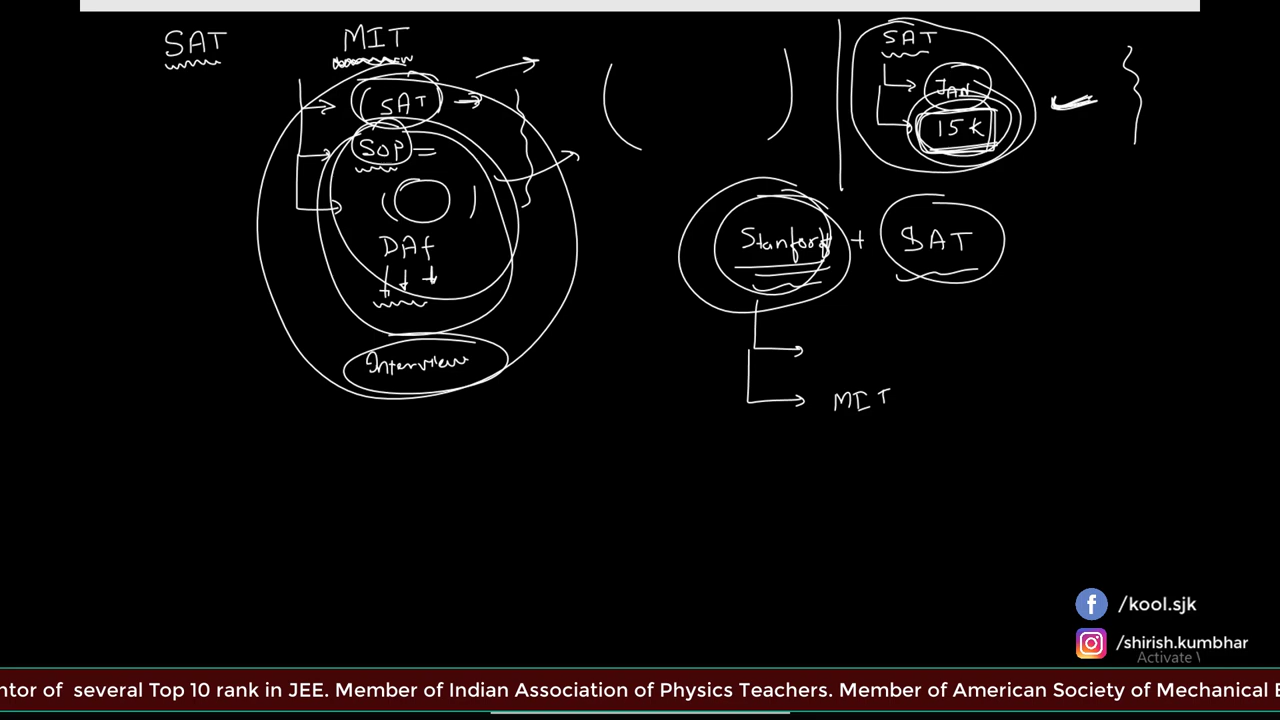 SAT
MIT
(SAT
SOP =
DAf
Interview
SAT
JAN
15K
Stanford + SAT
MIT
/kool.sjk
/shirish.kumbhar
Activate
ntor of several Top 10 rank in JEE. Member of Indian Association of Physics Teachers. Member of American Society of Mechanical E